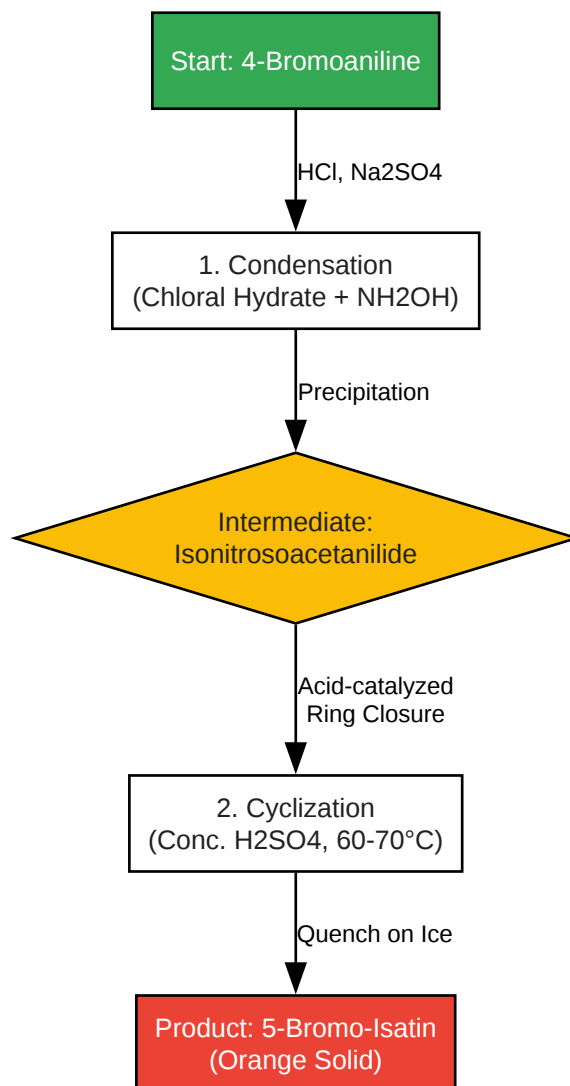 Start: 4-Bromoaniline
HCl, Na2SO4
1. Condensation
(Chloral Hydrate + NH2OH)
Precipitation
Intermediate:
Isonitrosoacetanilide
Acid-catalyzed
Ring Closure
2. Cyclization
(Conc. H2SO4, 60-70°C)
Quench on Ice
Product: 5-Bromo-Isatin
(Orange Solid)